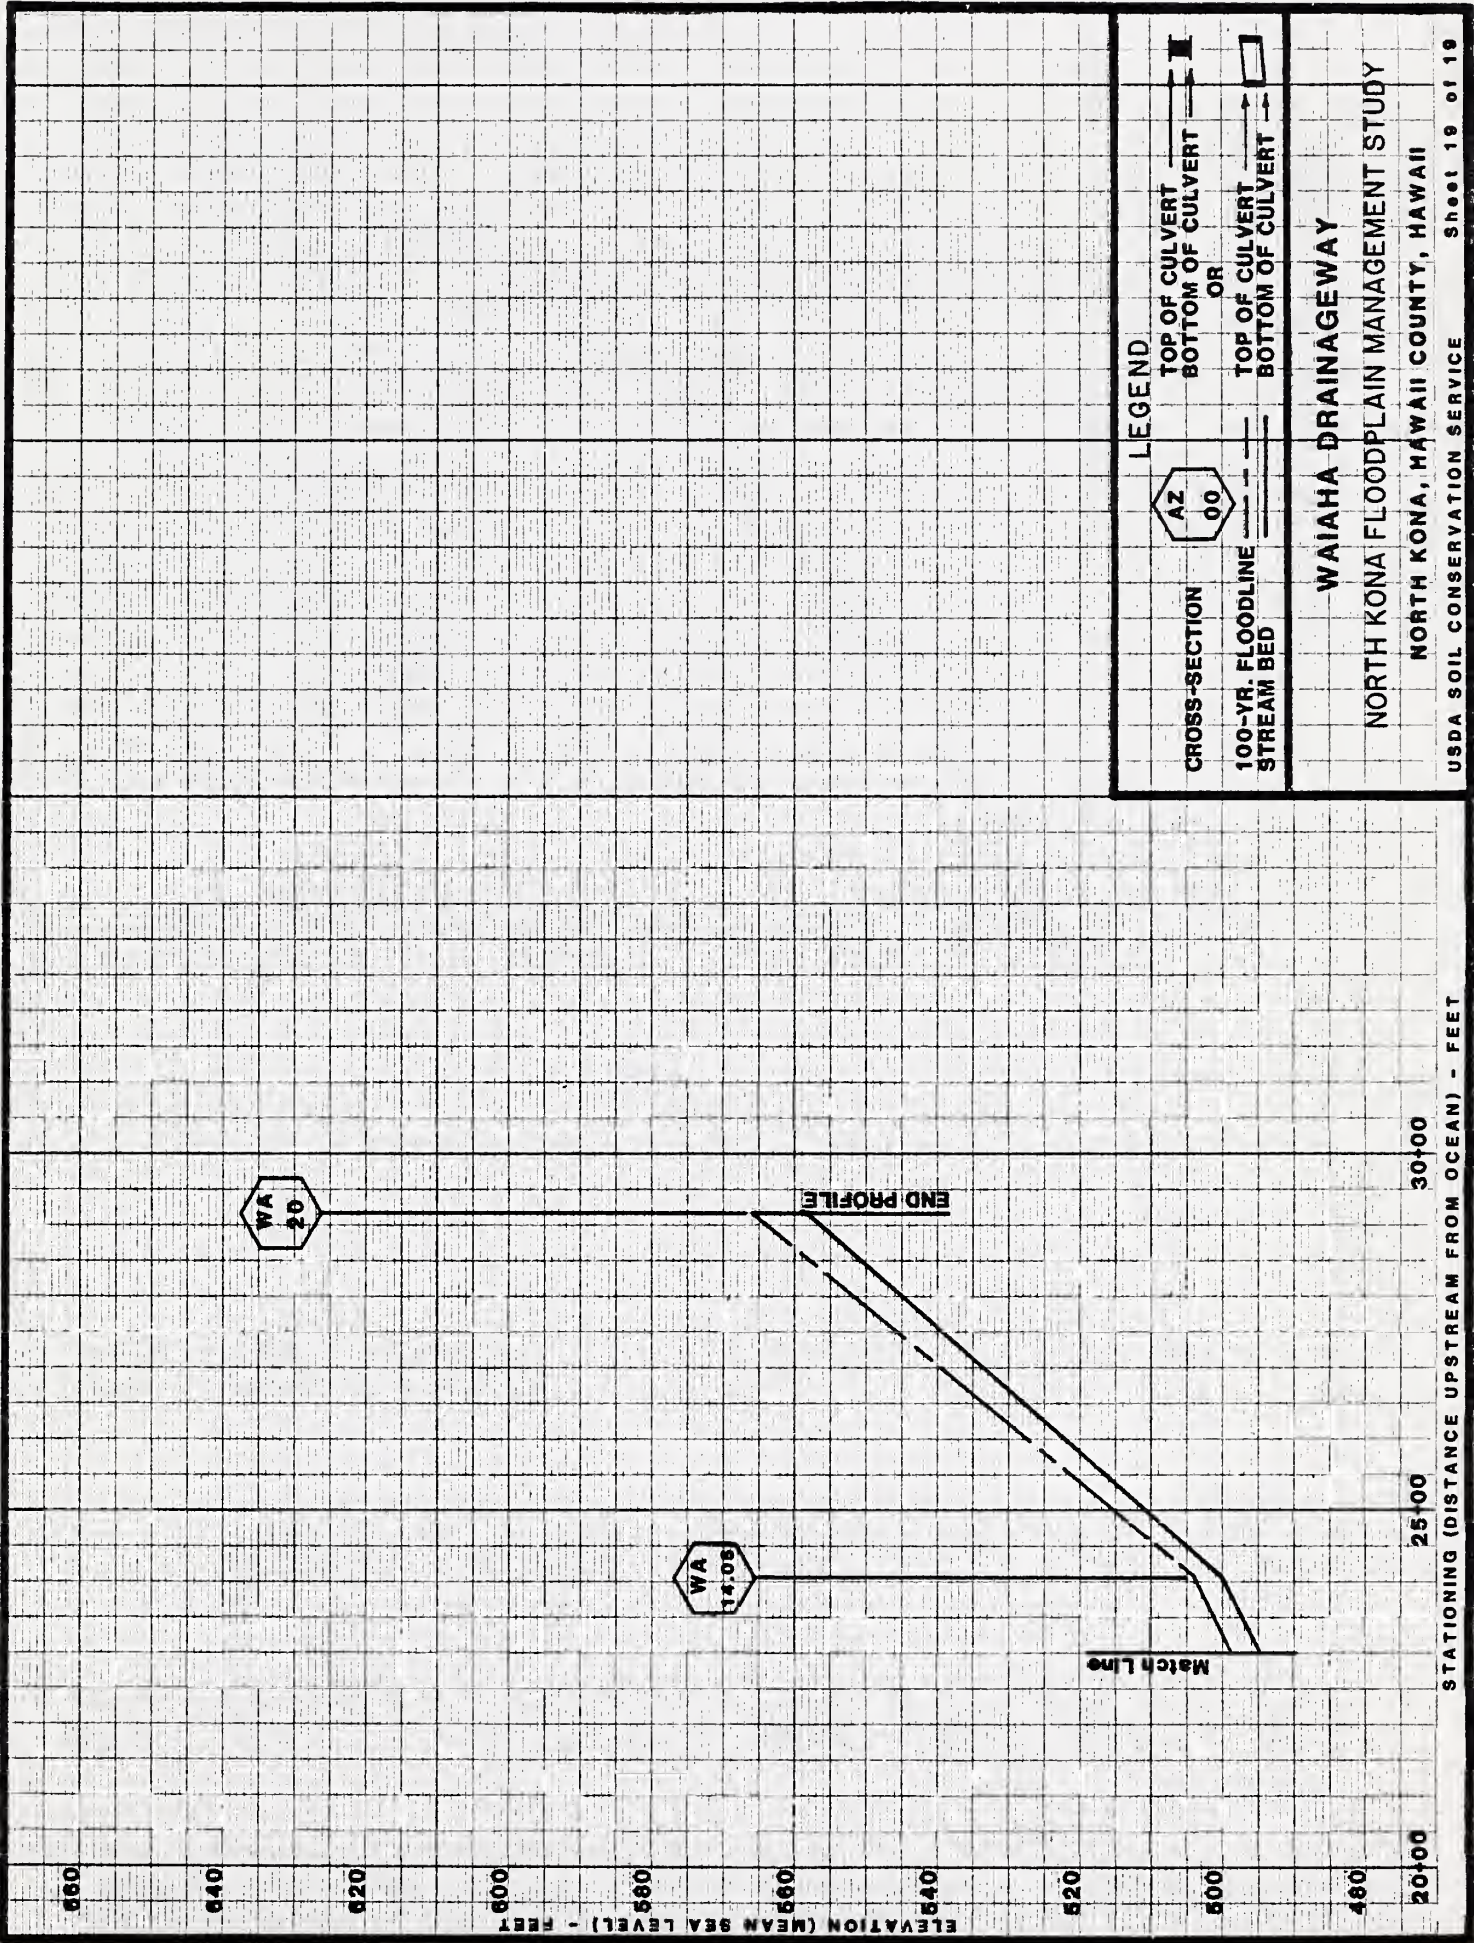 660
640
620
600
580
560
540
520
500
480
ELEVATION (MEAN SEA LEVEL) - FEET
WA
14.08
WA
20
Match Line
END PROFILE
20+00
25+00
30+00
STATIONING (DISTANCE UPSTREAM FROM OCEAN) - FEET
LEGEND
CROSS-SECTION
AZ
00
TOP OF CULVERT
BOTTOM OF CULVERT
OR
100-YR. FLOODLINE
STREAM BED
TOP OF CULVERT
BOTTOM OF CULVERT
WAIAHA DRAINAGEWAY
NORTH KONA FLOODPLAIN MANAGEMENT STUDY
NORTH KONA, HAWAII COUNTY, HAWAII
USDA SOIL CONSERVATION SERVICE Sheet 19 of 19